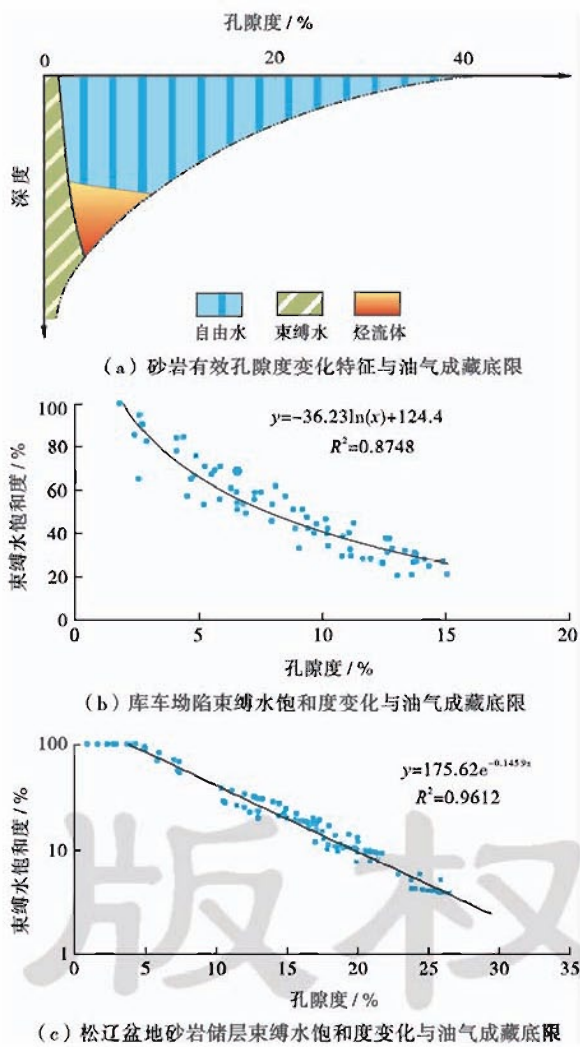 孔隙度 / %
0 20 40
深度
自由水 束缚水 烃流体
(a) 砂岩有效孔隙度变化特征与油气成藏底限
100
80
60
40
20
0
束缚水饱和度 / %
y=-36.23ln(x)+124.4
R²=0.8748
0 5 10 15 20
孔隙度 / %
(b) 库车坳陷束缚水饱和度变化与油气成藏底限
100
10
1
束缚水饱和度 / %
y=175.62e^-0.1459x
R²=0.9612
0 5 10 15 20 25 30 35
孔隙度 / %
(c) 松辽盆地砂岩储层束缚水饱和度变化与油气成藏底限
版权